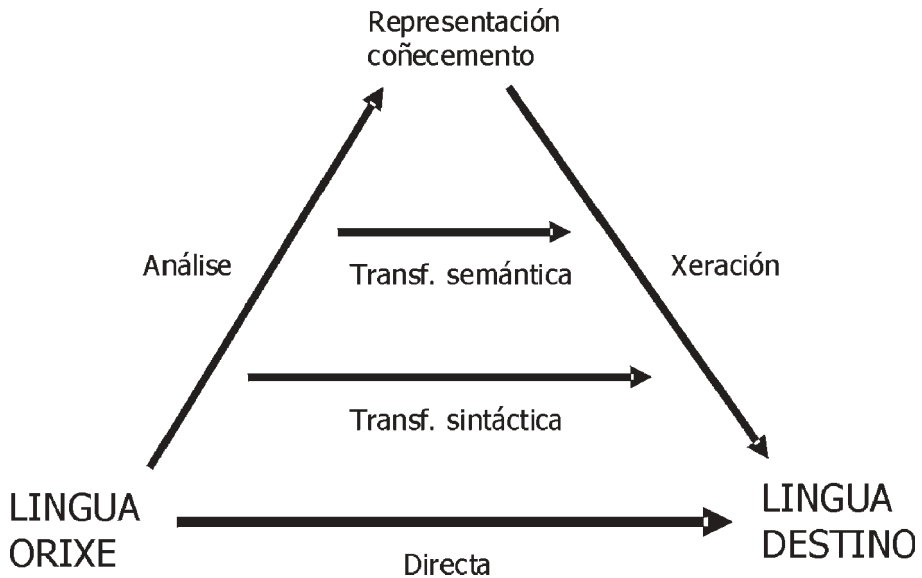 Representación
coñecemento
Análise
Transf. semántica
Xeración
Transf. sintáctica
LINGUA
ORIXE
LINGUA
DESTINO
Directa